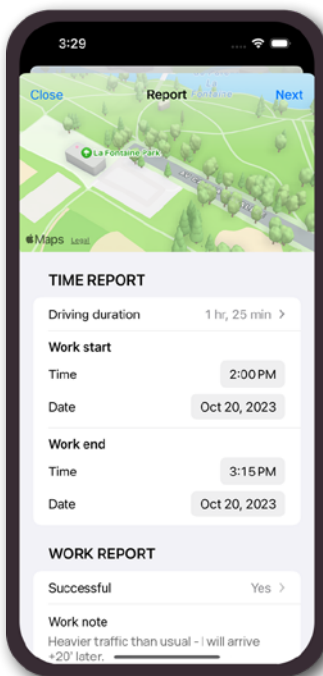 3:29
Close Report Next
La Fontaine
La Fontaine Park
Maps Legal
TIME REPORT
Driving duration 1 hr, 25 min >
Work start
Time 2:00 PM
Date Oct 20, 2023
Work end
Time 3:15 PM
Date Oct 20, 2023
WORK REPORT
Successful Yes >
Work note
Heavier traffic than usual - I will arrive
+20' later.